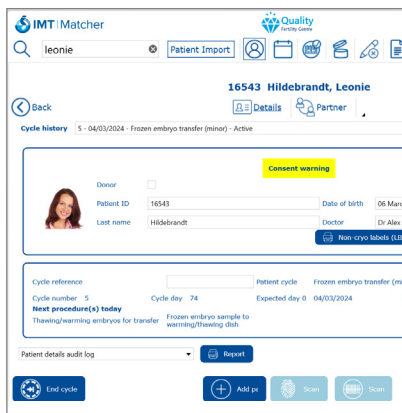 IMT Matcher
Quality
Fertility Centre
leonie
Patient Import
16543 Hildebrandt, Leonie
Back
Details
Partner
Cycle history
5 - 04/03/2024 - Frozen embryo transfer (minor) - Active
Consent warning
Donor
Patient ID 16543 Date of birth 06 Marc
Last name Hildebrandt Doctor Dr Alex
Non-cryo labels (LB
Cycle reference Patient cycle Frozen embryo transfer (mi
Cycle number 5 Cycle day 74 Expected day 0 04/03/2024
Next procedure(s) today
Thawing/warming embryos for transfer Frozen embryo sample to
warming/thawing dish
Patient details audit log Report
End cycle Add pa Scan Scan